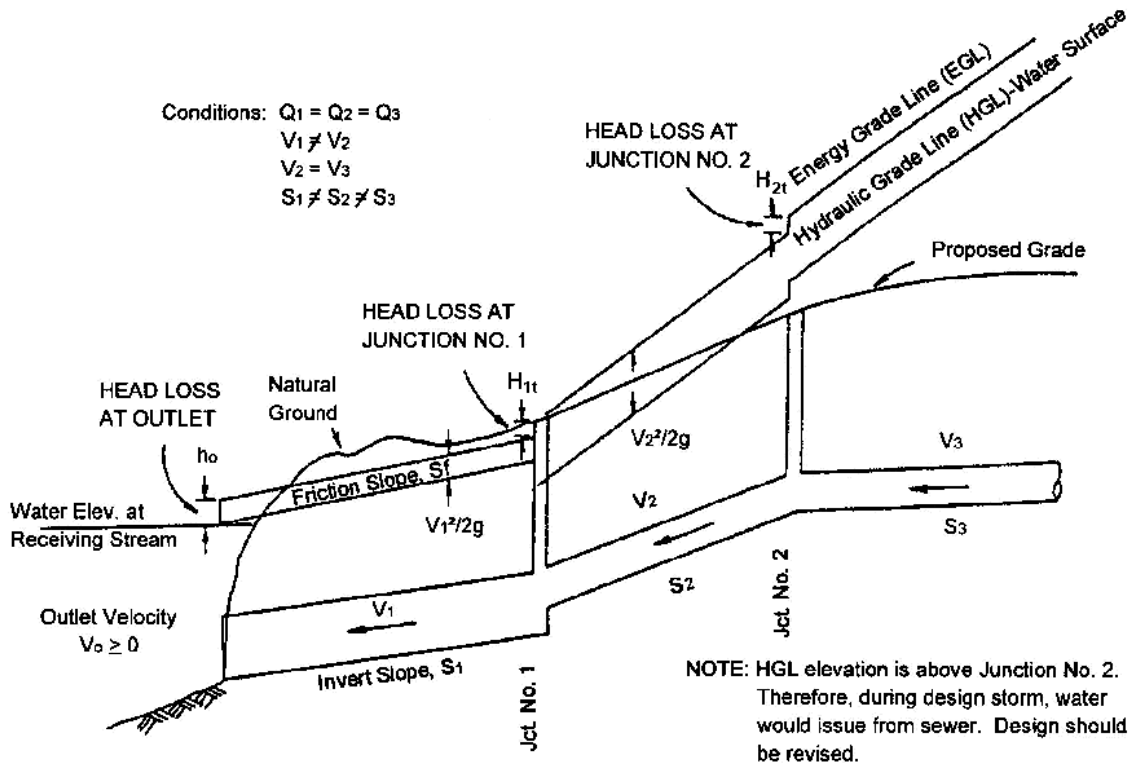 Conditions: Q1 = Q2 = Q3
V1 ≠ V2
V2 = V3
S1 ≠ S2 ≠ S3
HEAD LOSS AT
JUNCTION NO. 2
H2t
Energy Grade Line (EGL)
Hydraulic Grade Line (HGL)-Water Surface
Proposed Grade
HEAD LOSS AT
JUNCTION NO. 1
H1t
HEAD LOSS
AT OUTLET
Natural
Ground
ho
Friction Slope, Sf
V1²/2g
V2²/2g
Water Elev. at
Receiving Stream
V3
V2
S3
S2
Outlet Velocity
Vo ≥ 0
V1
Invert Slope, S1
Jct. No. 1
Jct. No. 2
NOTE: HGL elevation is above Junction No. 2.
Therefore, during design storm, water
would issue from sewer. Design should
be revised.